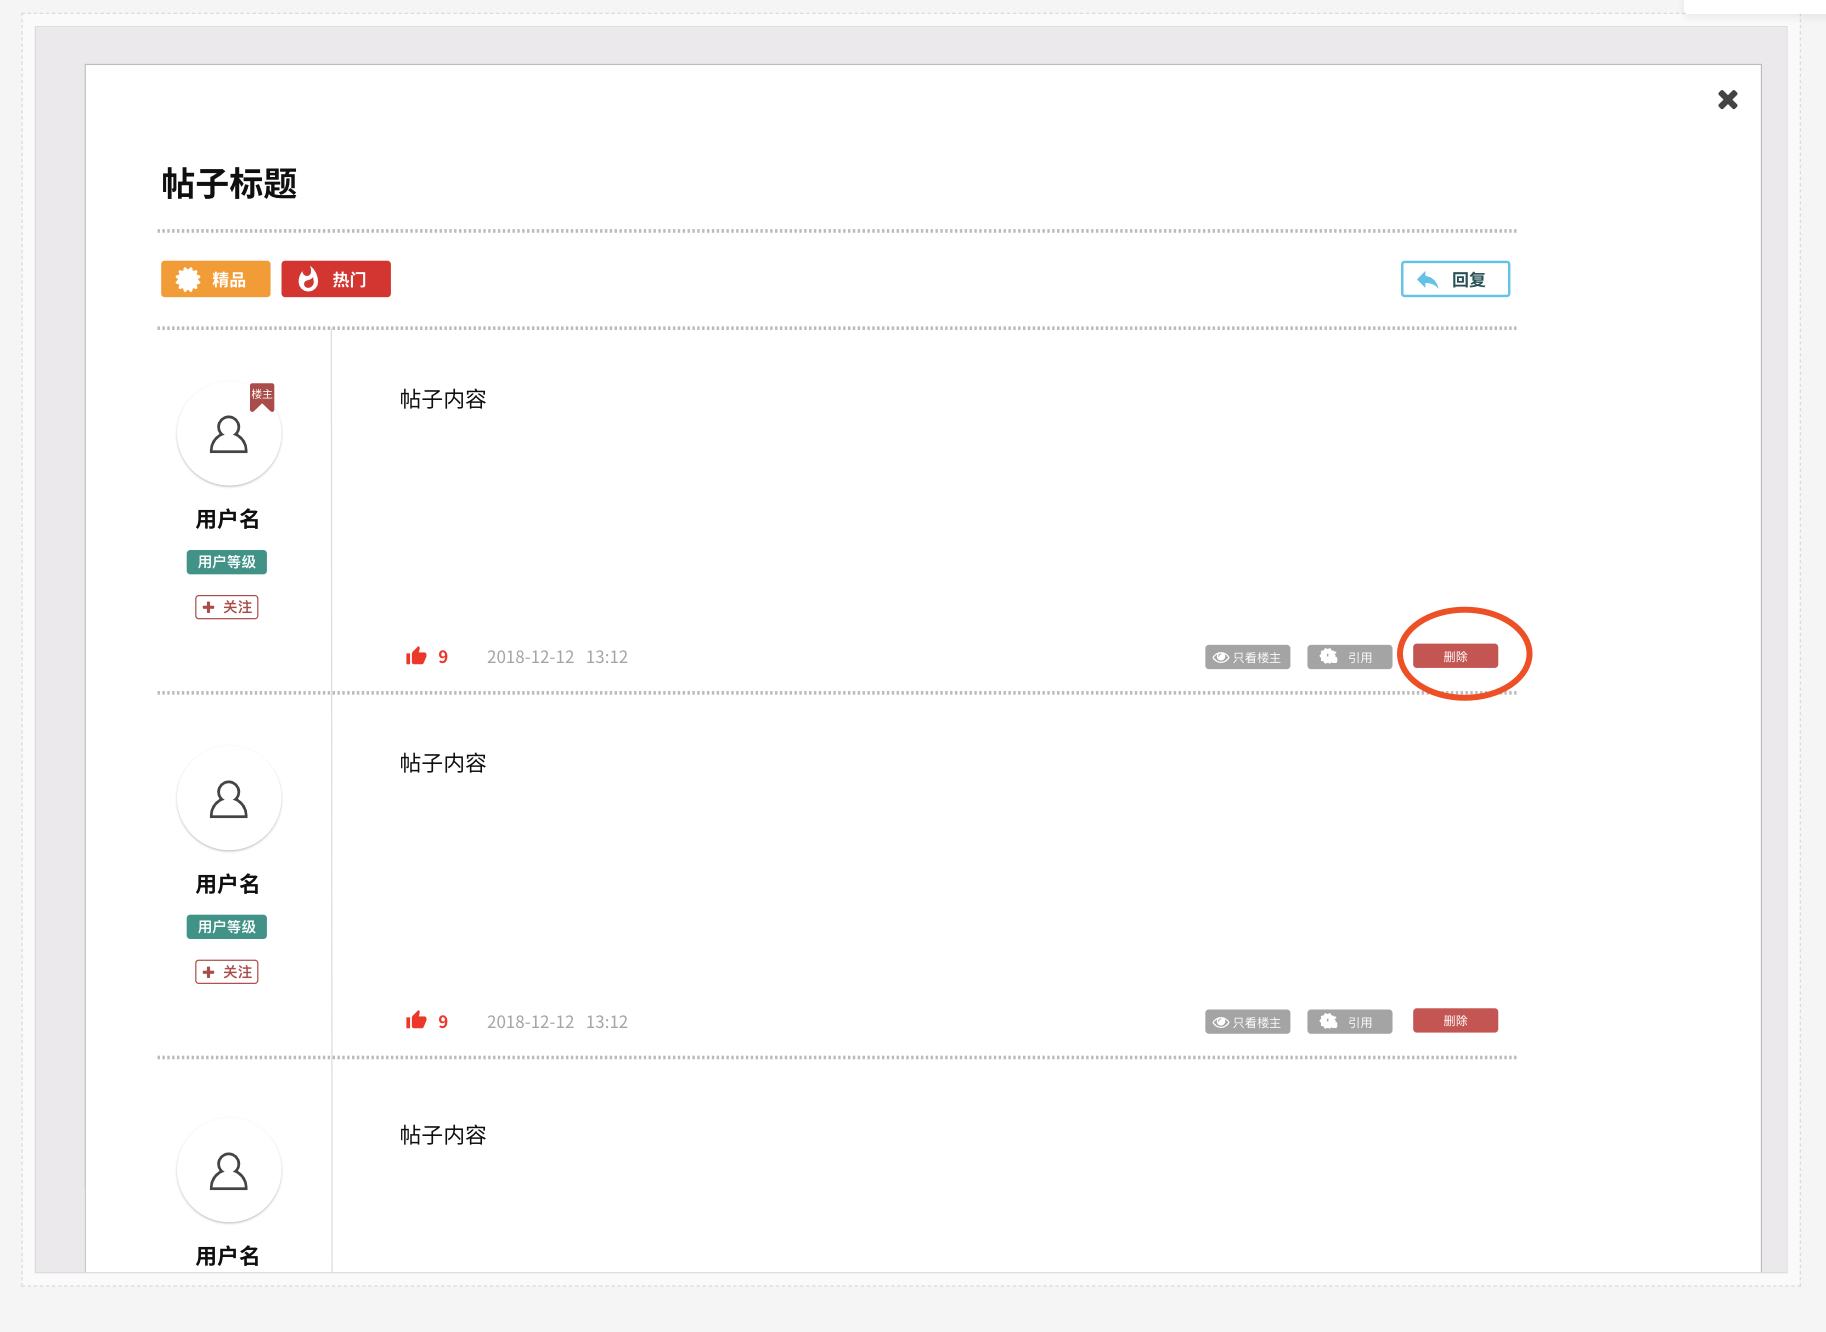 帖子标题
精品 热门 回复
楼主
帖子内容
用户名
用户等级
关注
9 2018-12-12 13:12 只看楼主 引用 删除
帖子内容
用户名
用户等级
关注
9 2018-12-12 13:12 只看楼主 引用 删除
帖子内容
用户名